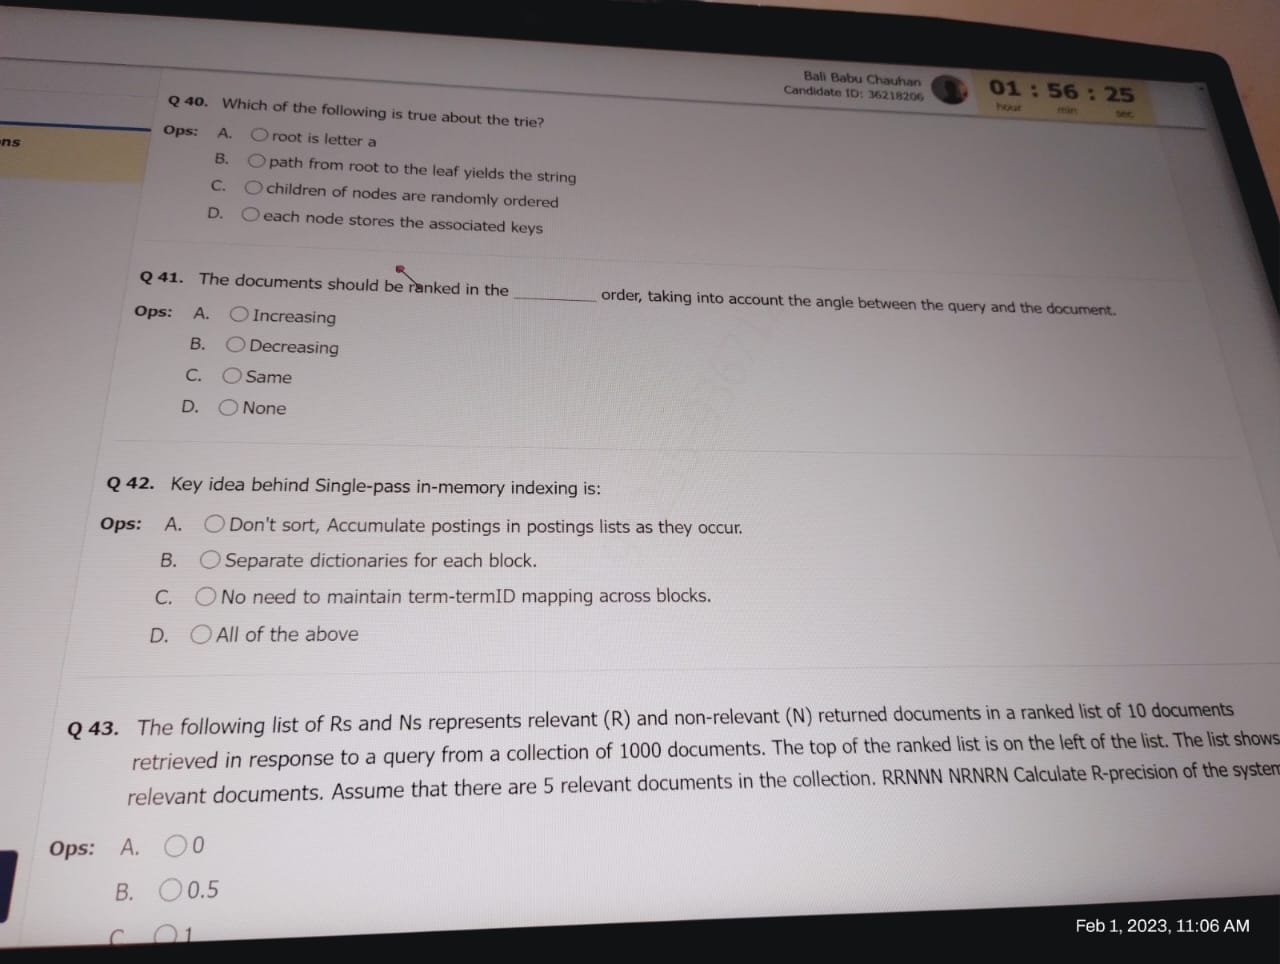 Bali Babu Chauhan
Candidate ID: 36218206
01 : 56 : 25
hour min sec
ns
Q 40. Which of the following is true about the trie?
Ops: A. root is letter a
B. path from root to the leaf yields the string
C. children of nodes are randomly ordered
D. each node stores the associated keys
Q 41. The documents should be ranked in the __________ order, taking into account the angle between the query and the document.
Ops: A. Increasing
B. Decreasing
C. Same
D. None
Q 42. Key idea behind Single-pass in-memory indexing is:
Ops: A. Don't sort, Accumulate postings in postings lists as they occur.
B. Separate dictionaries for each block.
C. No need to maintain term-termID mapping across blocks.
D. All of the above
Q 43. The following list of Rs and Ns represents relevant (R) and non-relevant (N) returned documents in a ranked list of 10 documents
retrieved in response to a query from a collection of 1000 documents. The top of the ranked list is on the left of the list. The list shows
relevant documents. Assume that there are 5 relevant documents in the collection. RRNNN NRNRN Calculate R-precision of the system
Ops: A. 0
B. 0.5
C. 1
Feb 1, 2023, 11:06 AM